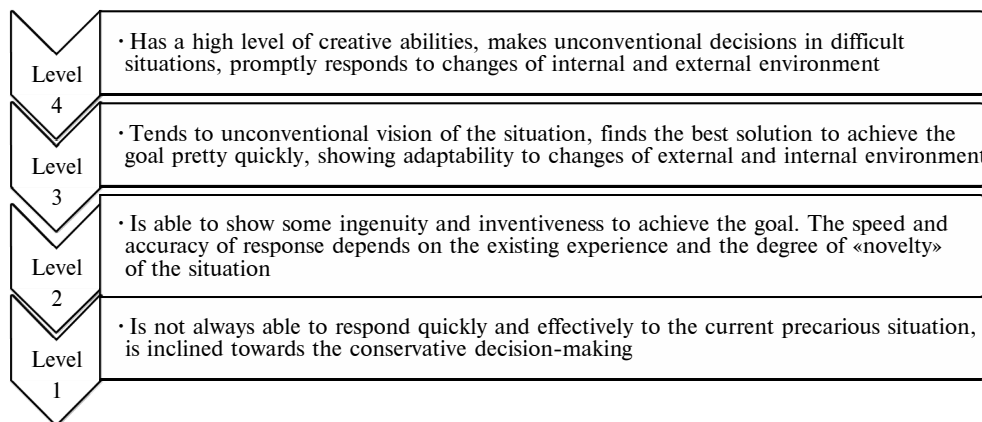 Level
4
· Has a high level of creative abilities, makes unconventional decisions in difficult
situations, promptly responds to changes of internal and external environment
Level
3
· Tends to unconventional vision of the situation, finds the best solution to achieve the
goal pretty quickly, showing adaptability to changes of external and internal environment
Level
2
· Is able to show some ingenuity and inventiveness to achieve the goal. The speed and
accuracy of response depends on the existing experience and the degree of «novelty»
of the situation
Level
1
· Is not always able to respond quickly and effectively to the current precarious situation,
is inclined towards the conservative decision-making